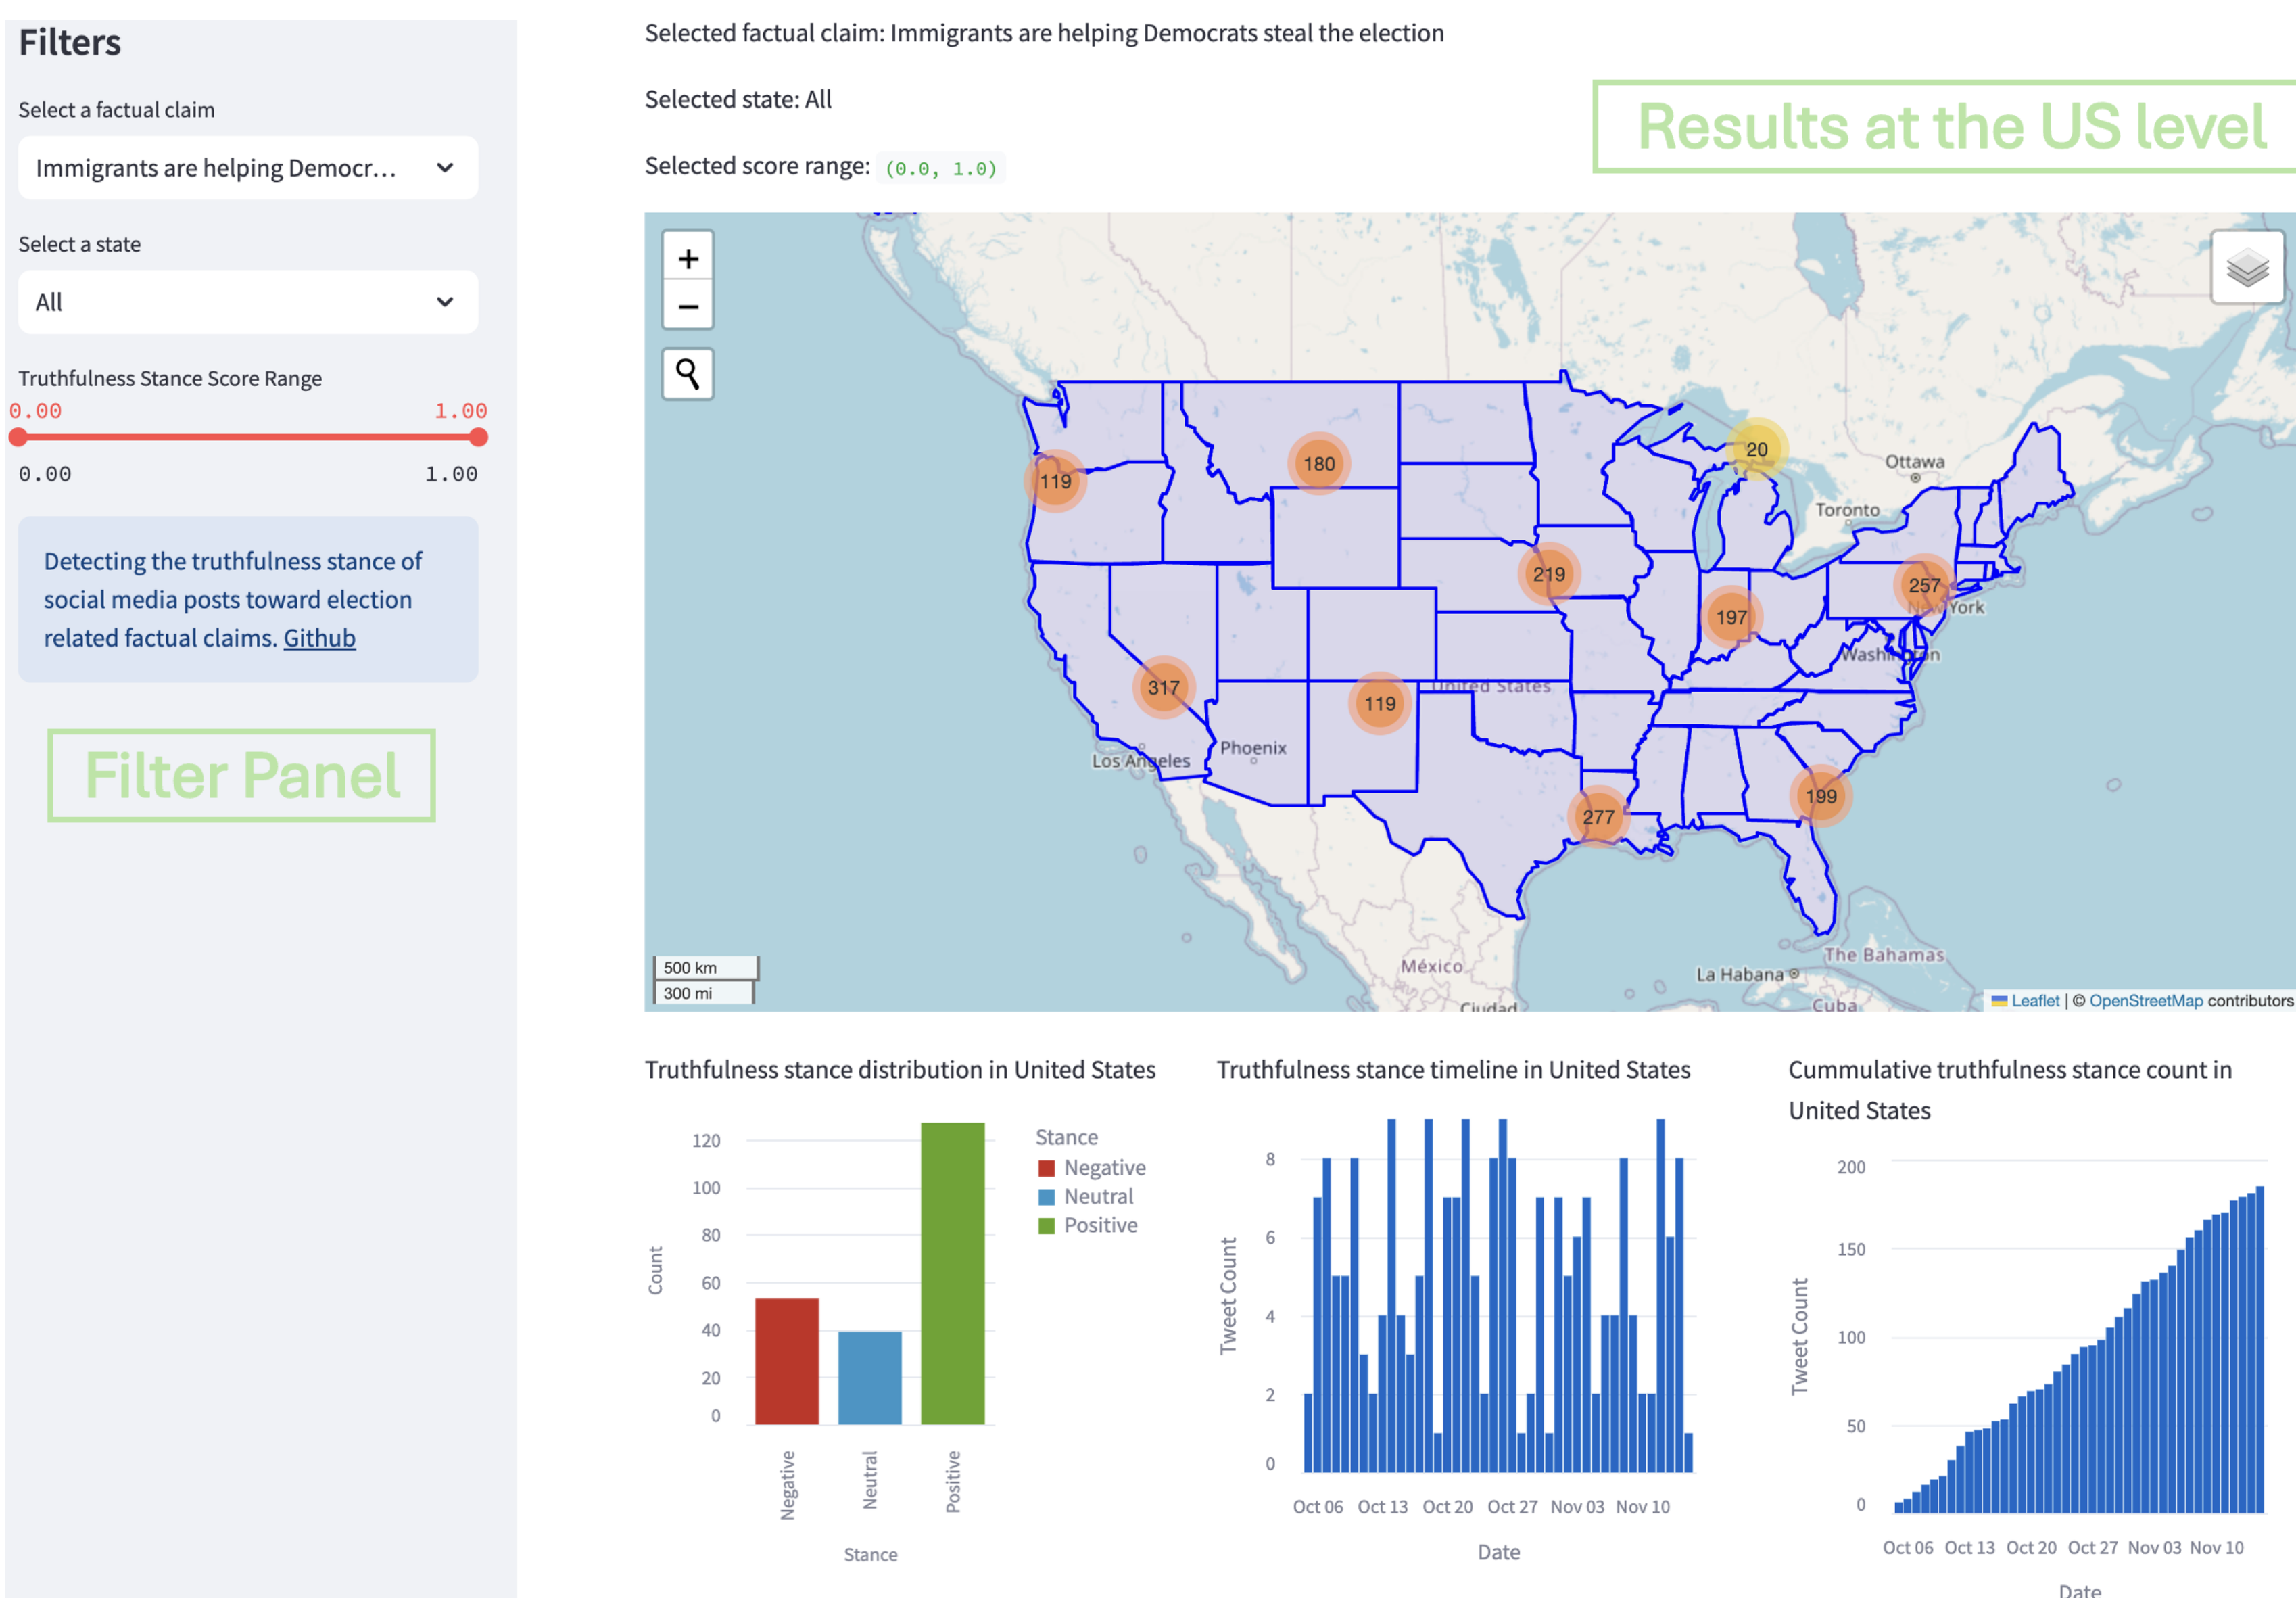 Filters
Select a factual claim
Immigrants are helping Democr...
Select a state
All
Truthfulness Stance Score Range
0.00 1.00
0.00 1.00
Detecting the truthfulness stance of
social media posts toward election
related factual claims. Github
Filter Panel
Selected factual claim: Immigrants are helping Democrats steal the election
Selected state: All
Selected score range: (0.0, 1.0)
Results at the US level
+
−
20
180
119
Ottawa
Toronto
219
257
New York
197
Washington
317
119
United States
Phoenix
Los Angeles
199
277
The Bahamas
México
La Habana
Cuba
Ciudad
500 km
300 mi
Leaflet | © OpenStreetMap contributors
Truthfulness stance distribution in United States
120
100
80
60
40
20
0
Count
Negative
Neutral
Positive
Stance
Stance
Negative
Neutral
Positive
Truthfulness stance timeline in United States
8
6
4
2
0
Tweet Count
Oct 06 Oct 13 Oct 20 Oct 27 Nov 03 Nov 10
Date
Cummulative truthfulness stance count in
United States
200
150
100
50
0
Tweet Count
Oct 06 Oct 13 Oct 20 Oct 27 Nov 03 Nov 10
Date